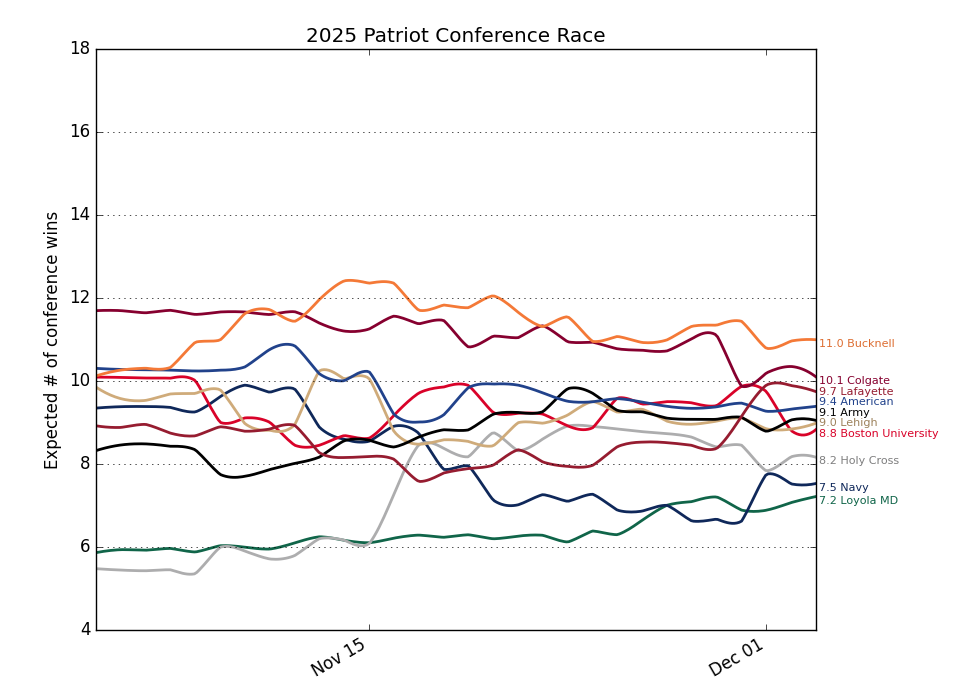 2025 Patriot Conference Race
Expected # of conference wins
18
16
14
12
10
8
6
4
Nov 15
Dec 01
11.0 Bucknell
10.1 Colgate
9.7 Lafayette
9.4 American
9.1 Army
9.0 Lehigh
8.8 Boston University
8.2 Holy Cross
7.5 Navy
7.2 Loyola MD